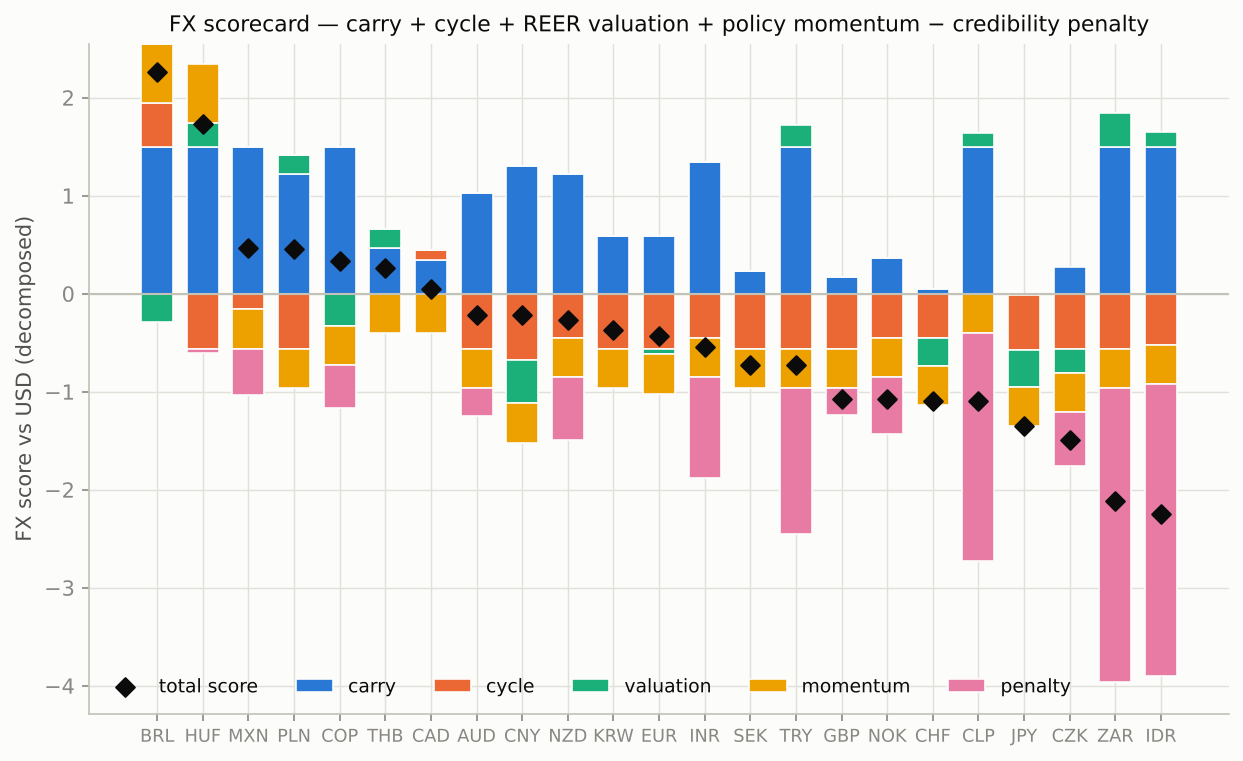 FX scorecard — carry + cycle + REER valuation + policy momentum − credibility penalty
FX score vs USD (decomposed)
2
1
0
−1
−2
−3
−4
total score carry cycle valuation momentum penalty
BRL HUF MXN PLN COP THB CAD AUD CNY NZD KRW EUR INR SEK TRY GBP NOK CHF CLP JPY CZK ZAR IDR